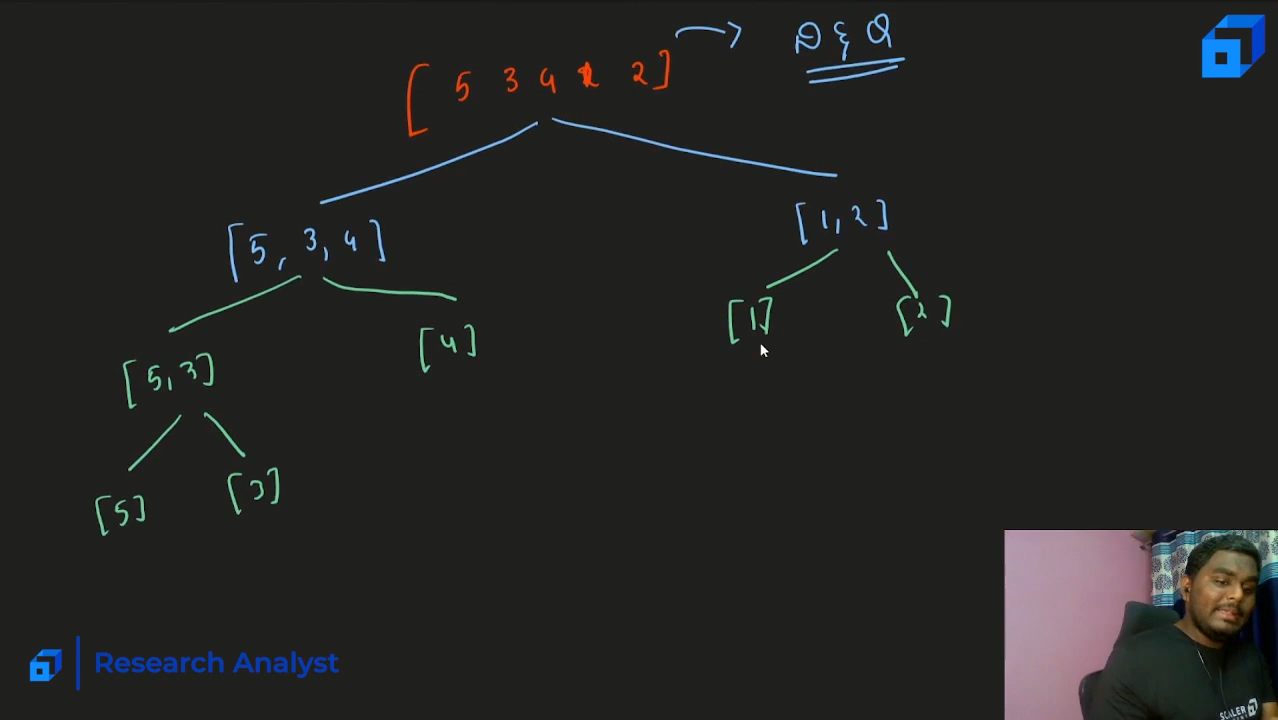 D & Q
[ 5 3 4 1 2 ]
[ 5 , 3 , 4 ]
[ 1 , 2 ]
[ 5 , 3 ]
[ 4 ]
[ 1 ]
[ 2 ]
[ 5 ]
[ 3 ]
Research Analyst
SCALER